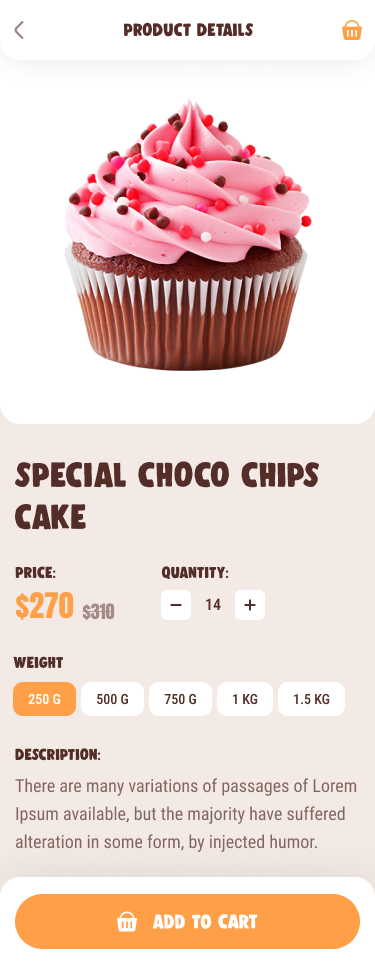 PRODUCT DETAILS
SPECIAL CHOCO CHIPS
CAKE
PRICE:
QUANTITY:
$270 $310
14
WEIGHT
250 G 500 G 750 G 1 KG 1.5 KG
DESCRIPTION:
There are many variations of passages of Lorem
Ipsum available, but the majority have suffered
alteration in some form, by injected humor.
ADD TO CART